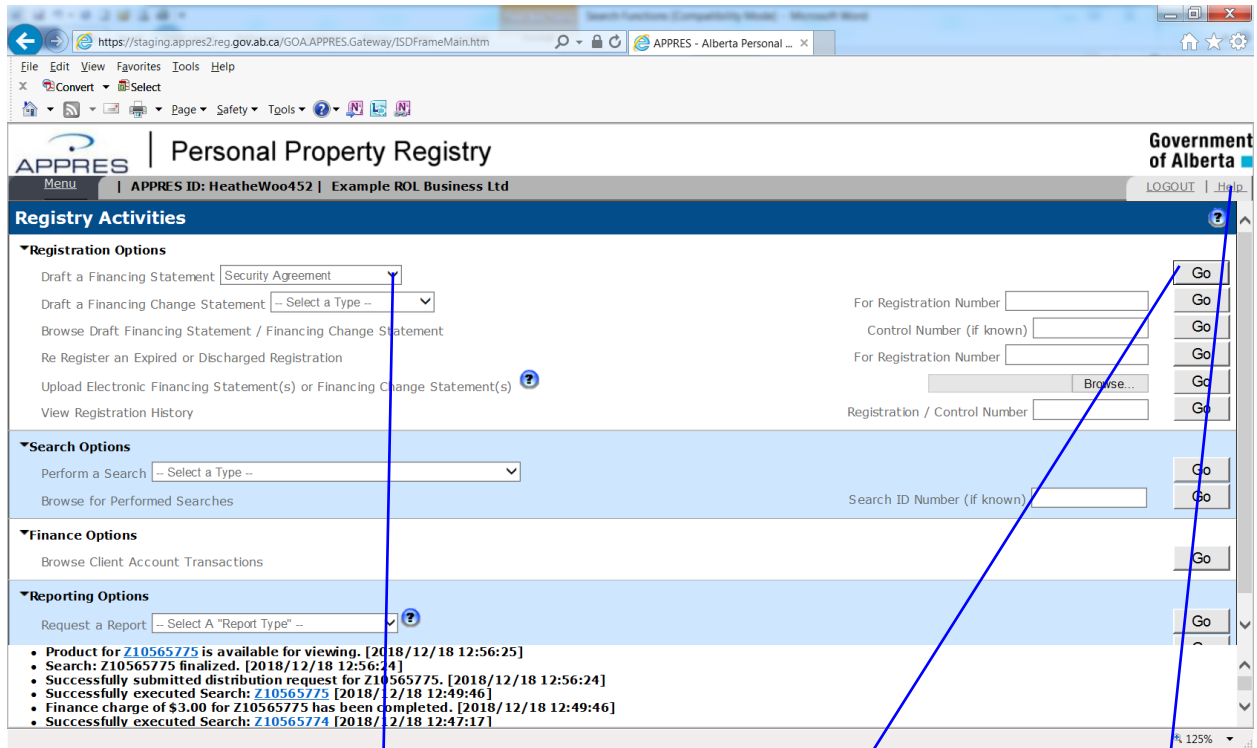 Search Functions [Compatibility Mode] - Microsoft Word
https://staging.appres2.reg.gov.ab.ca/GOA.APPRES.Gateway/ISDFrameMain.htm
APPRES - Alberta Personal ...
File Edit View Favorites Tools Help
x Convert Select
Page Safety Tools
APPRES | Personal Property Registry
Government
of Alberta
Menu | APPRES ID: HeatheWoo452 | Example ROL Business Ltd LOGOUT | Help
Registry Activities
Registration Options
Draft a Financing Statement Security Agreement Go
Draft a Financing Change Statement -- Select a Type -- For Registration Number Go
Browse Draft Financing Statement / Financing Change Statement Control Number (if known) Go
Re Register an Expired or Discharged Registration For Registration Number Go
Upload Electronic Financing Statement(s) or Financing Change Statement(s) Browse... Go
View Registration History Registration / Control Number Go
Search Options
Perform a Search -- Select a Type -- Go
Browse for Performed Searches Search ID Number (if known) Go
Finance Options
Browse Client Account Transactions Go
Reporting Options
Request a Report -- Select A "Report Type" -- Go
• Product for Z10565775 is available for viewing. [2018/12/18 12:56:25]
• Search: Z10565775 finalized. [2018/12/18 12:56:24]
• Successfully submitted distribution request for Z10565775. [2018/12/18 12:56:24]
• Successfully executed Search: Z10565775 [2018/12/18 12:49:46]
• Finance charge of $3.00 for Z10565775 has been completed. [2018/12/18 12:49:46]
• Successfully executed Search: Z10565774 [2018/12/18 12:47:17]
125%